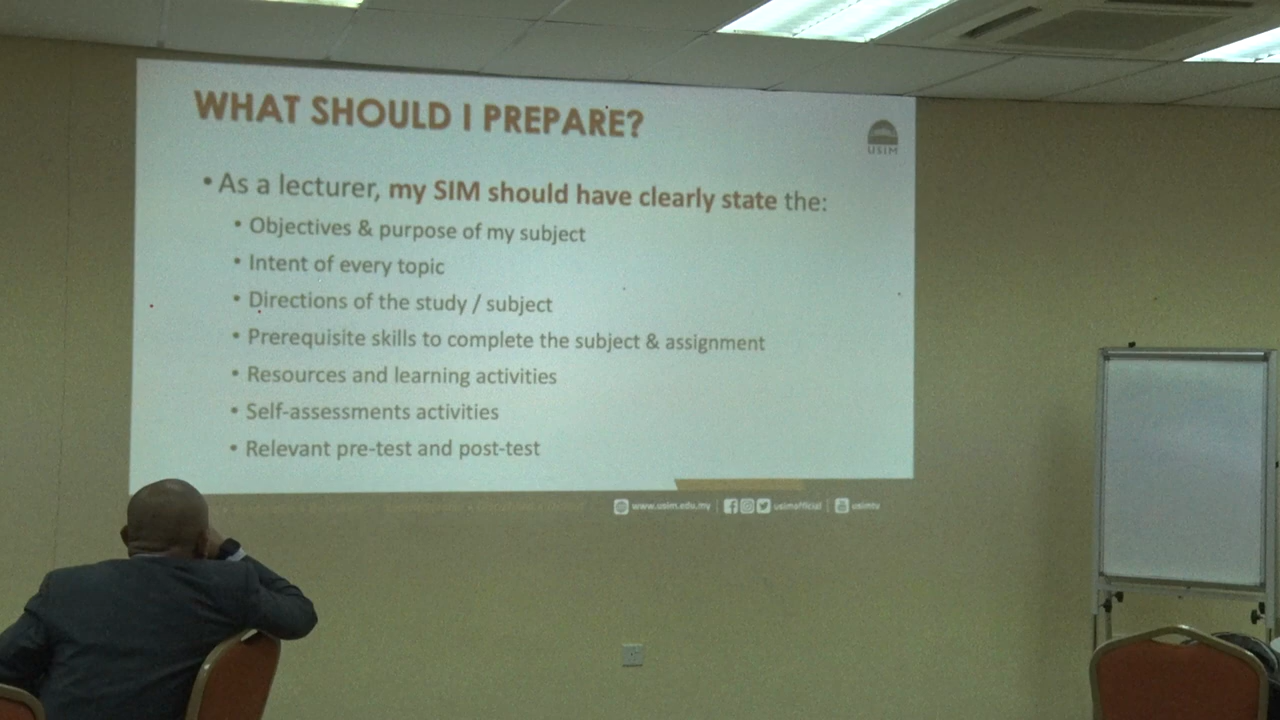 WHAT SHOULD I PREPARE?
USIM
• As a lecturer, my SIM should have clearly state the:
• Objectives & purpose of my subject
• Intent of every topic
• Directions of the study / subject
• Prerequisite skills to complete the subject & assignment
• Resources and learning activities
• Self-assessments activities
• Relevant pre-test and post-test
www.usim.edu.my | usimofficial | usimtv